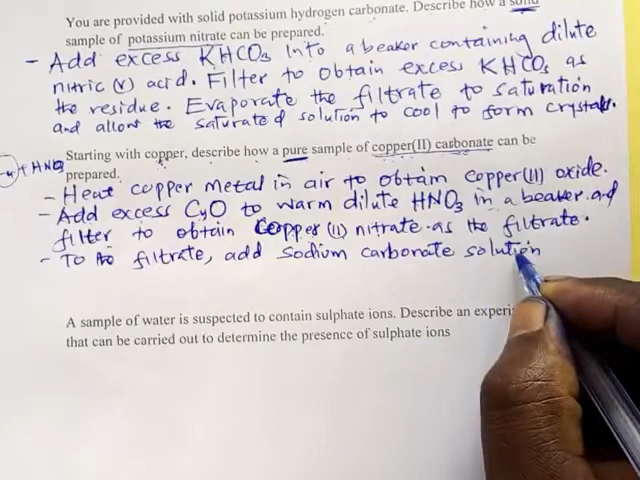 You are provided with solid potassium hydrogen carbonate. Describe how a solid
sample of potassium nitrate can be prepared.
- Add excess KHCO3 into a beaker containing dilute
nitric (v) acid. Filter to obtain excess KHCO3 as
the residue. Evaporate the filtrate to saturation
and allow the saturated solution to cool to form crystals.
+ HNO3 Starting with copper, describe how a pure sample of copper(II) carbonate can be
prepared.
- Heat copper metal in air to obtain copper(II) oxide.
- Add excess CuO to warm dilute HNO3 in a beaker and
filter to obtain Copper (II) nitrate as the filtrate.
- To filtrate, add sodium carbonate solution
A sample of water is suspected to contain sulphate ions. Describe an experi
that can be carried out to determine the presence of sulphate ions